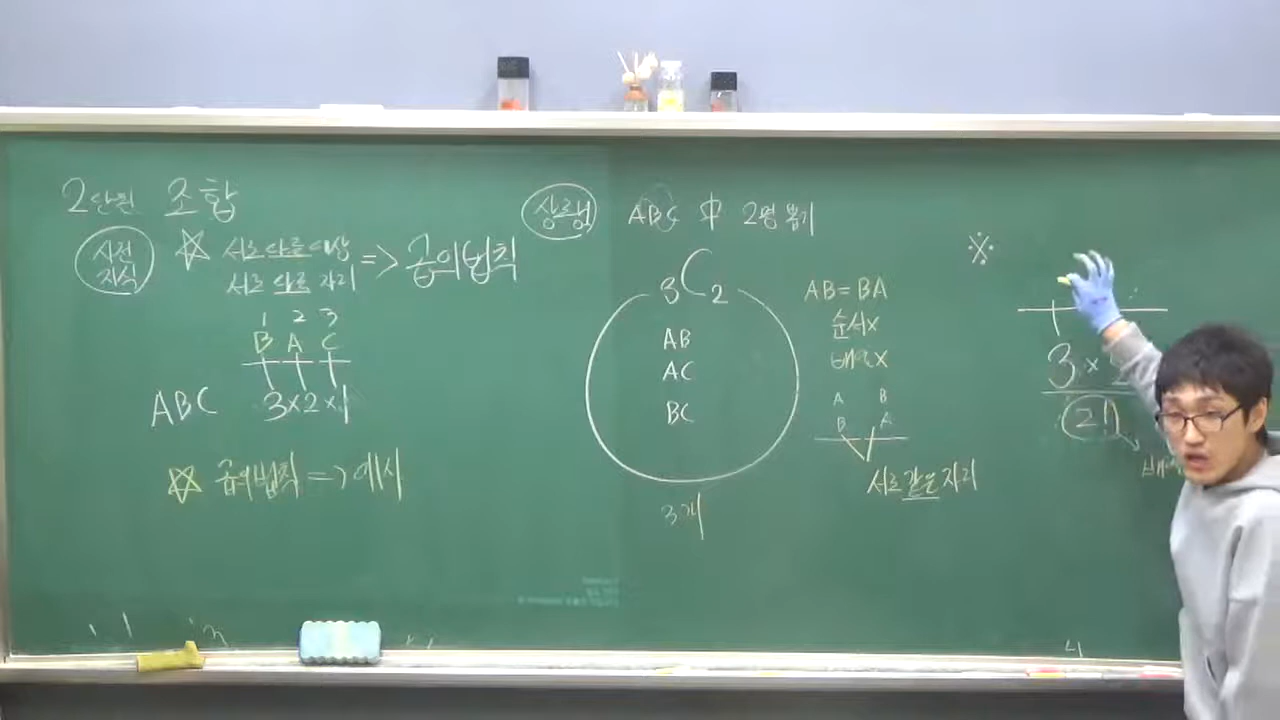 2단원 조합
사전
지식
☆ 서로 다른 대상
서로 다른 자리
=> 곱의법칙
1 2 3
B A C
ABC 3×2×1
☆ 곱의법칙 => 예시
ABC 中 2명 뽑기
₃C₂
AB
AC
BC
3개
AB=BA
순서x
배열x
A B
B A
서로 같은 자리
※
3 ×
2!